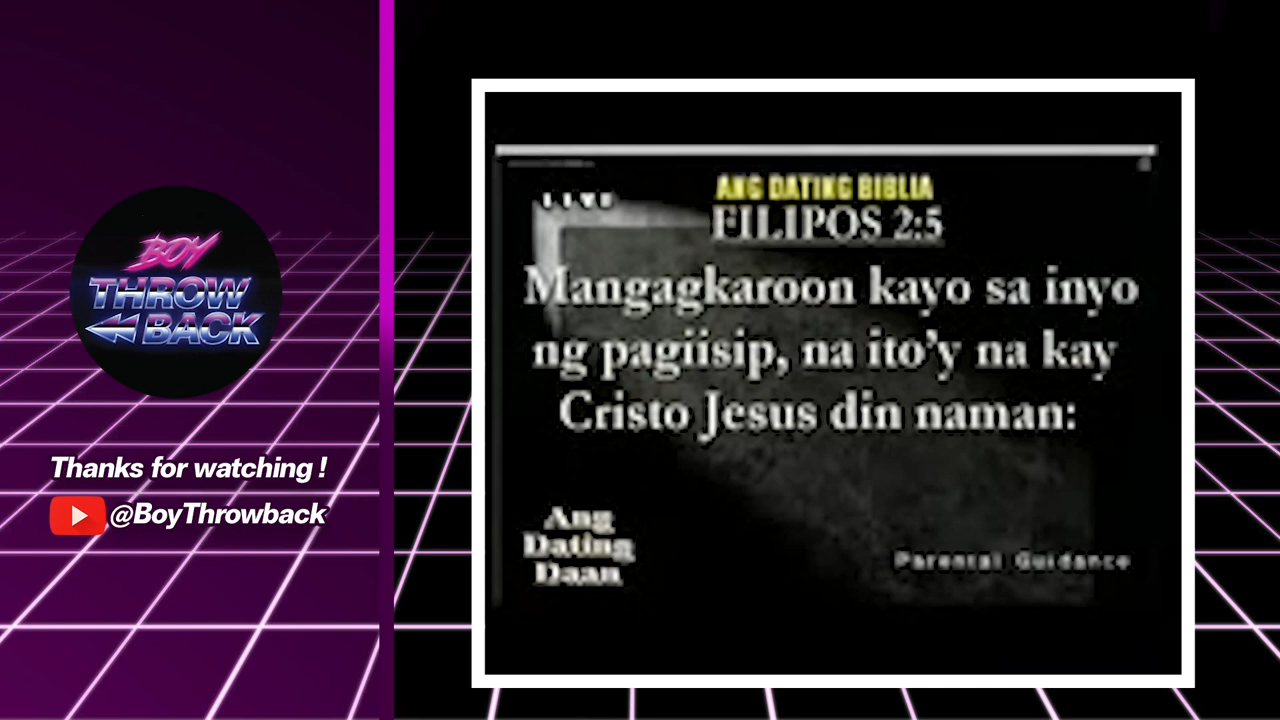 BOY
THROW
BACK
Thanks for watching !
@BoyThrowback
LIVE
ANG DATING BIBLIA
FILIPOS 2:5
Mangagkaroon kayo sa inyo
ng pagiisip, na ito'y na kay
Cristo Jesus din naman:
Ang
Dating
Daan
Parental Guidance